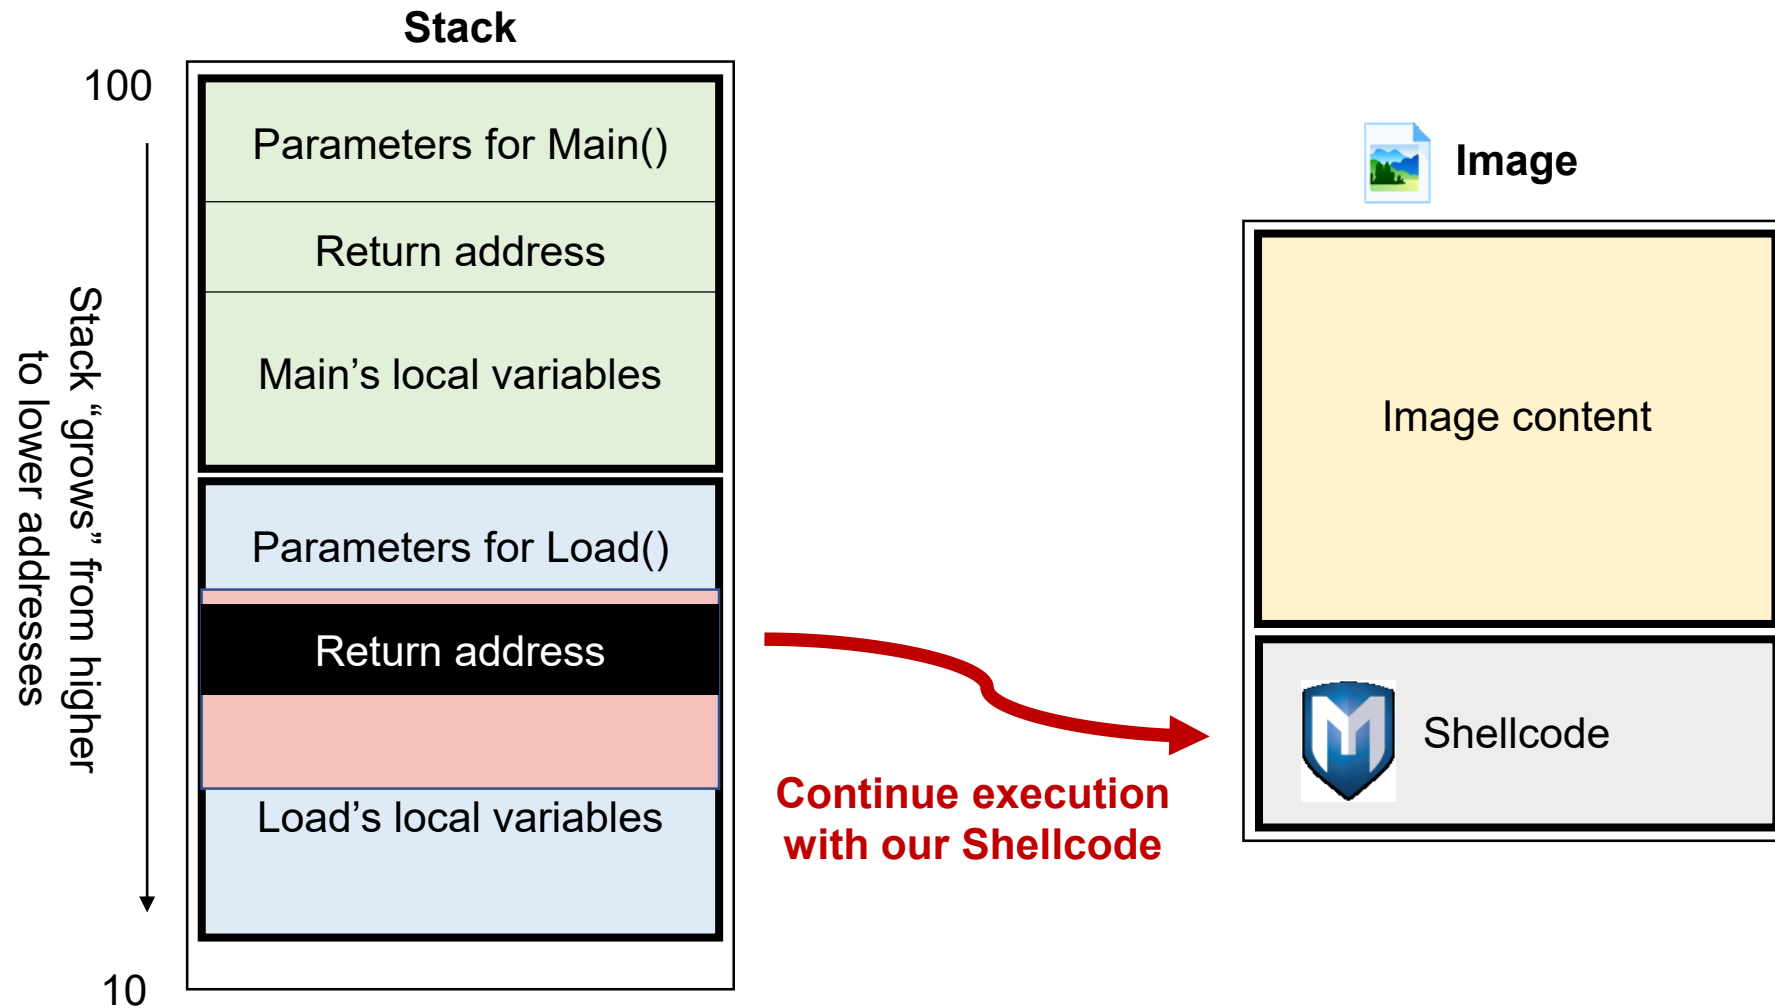 Stack
100
Parameters for Main()
Return address
Main’s local variables
Parameters for Load()
Return address
Load’s local variables
10
Stack “grows” from higher
to lower addresses
Continue execution
with our Shellcode
Image
Image content
Shellcode